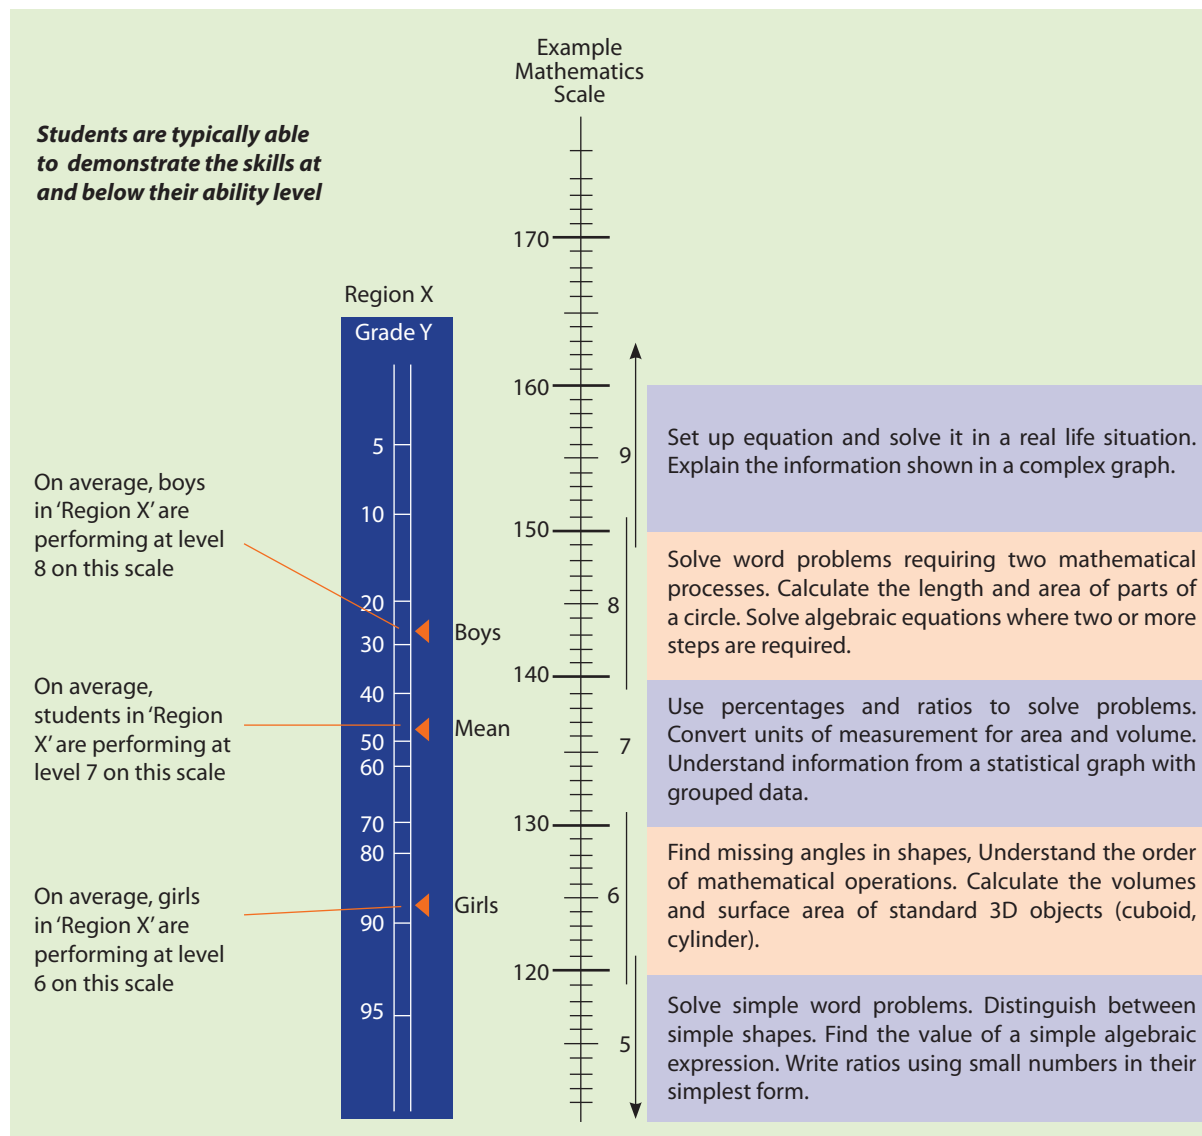 Example
Mathematics
Scale
Students are typically able
to demonstrate the skills at
and below their ability level
Region X
Grade Y
5
10
20
30
40
50
60
70
80
90
95
On average, boys
in 'Region X' are
performing at level
8 on this scale
On average,
students in 'Region
X' are performing at
level 7 on this scale
On average, girls
in 'Region X' are
performing at level
6 on this scale
Boys
Mean
Girls
170
160
150
140
130
120
9
8
7
6
5
Set up equation and solve it in a real life situation.
Explain the information shown in a complex graph.
Solve word problems requiring two mathematical
processes. Calculate the length and area of parts of
a circle. Solve algebraic equations where two or more
steps are required.
Use percentages and ratios to solve problems.
Convert units of measurement for area and volume.
Understand information from a statistical graph with
grouped data.
Find missing angles in shapes, Understand the order
of mathematical operations. Calculate the volumes
and surface area of standard 3D objects (cuboid,
cylinder).
Solve simple word problems. Distinguish between
simple shapes. Find the value of a simple algebraic
expression. Write ratios using small numbers in their
simplest form.